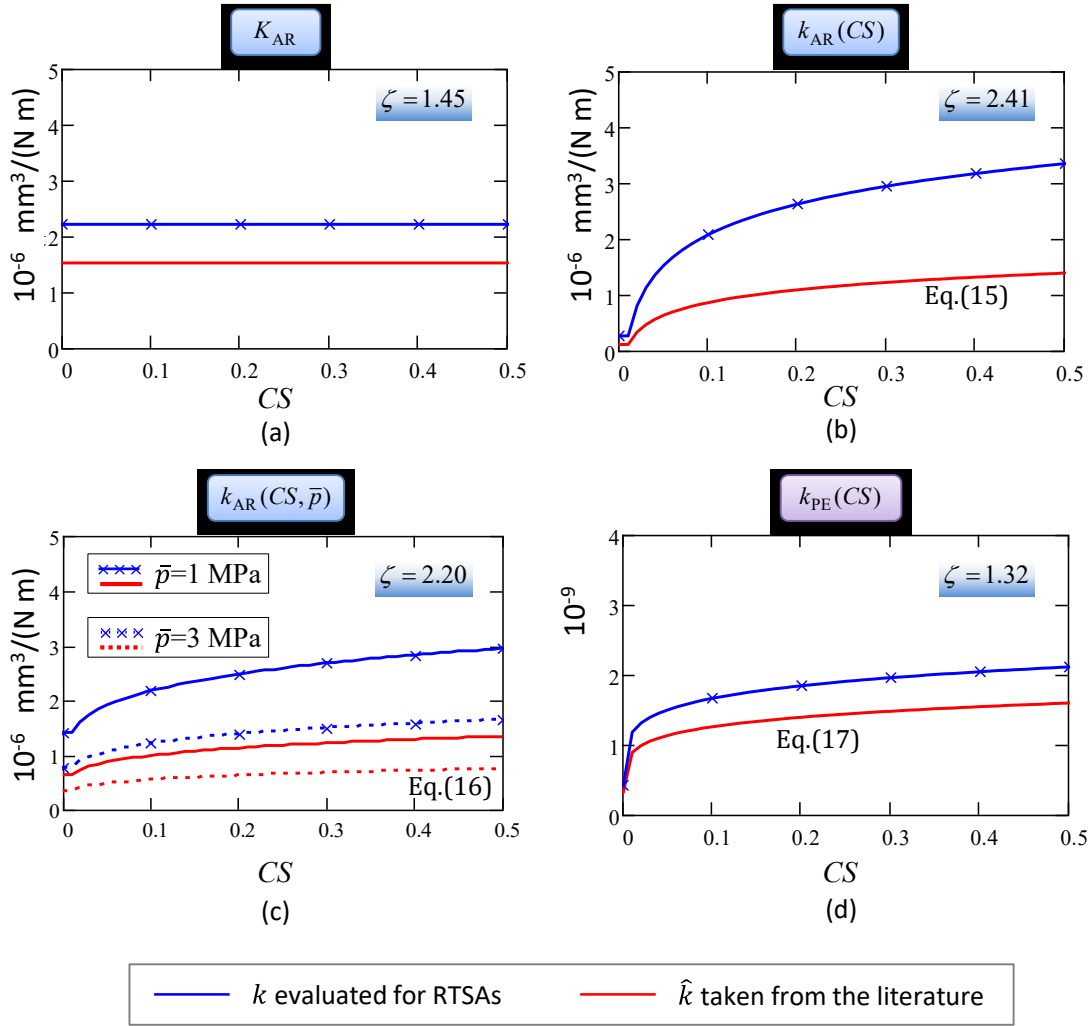 K_AR
5
4
3
2
1
0
10⁻⁶ mm³/(N m)
ζ = 1.45
0 0.1 0.2 0.3 0.4 0.5
CS
(a)
k_AR(CS)
5
4
3
2
1
0
10⁻⁶ mm³/(N m)
ζ = 2.41
Eq.(15)
0 0.1 0.2 0.3 0.4 0.5
CS
(b)
k_AR(CS, p̄)
5
4
3
2
1
0
10⁻⁶ mm³/(N m)
p̄=1 MPa
p̄=3 MPa
ζ = 2.20
Eq.(16)
0 0.1 0.2 0.3 0.4 0.5
CS
(c)
k_PE(CS)
4
3
2
1
0
10⁻⁹
ζ = 1.32
Eq.(17)
0 0.1 0.2 0.3 0.4 0.5
CS
(d)
k evaluated for RTSAs
k̂ taken from the literature